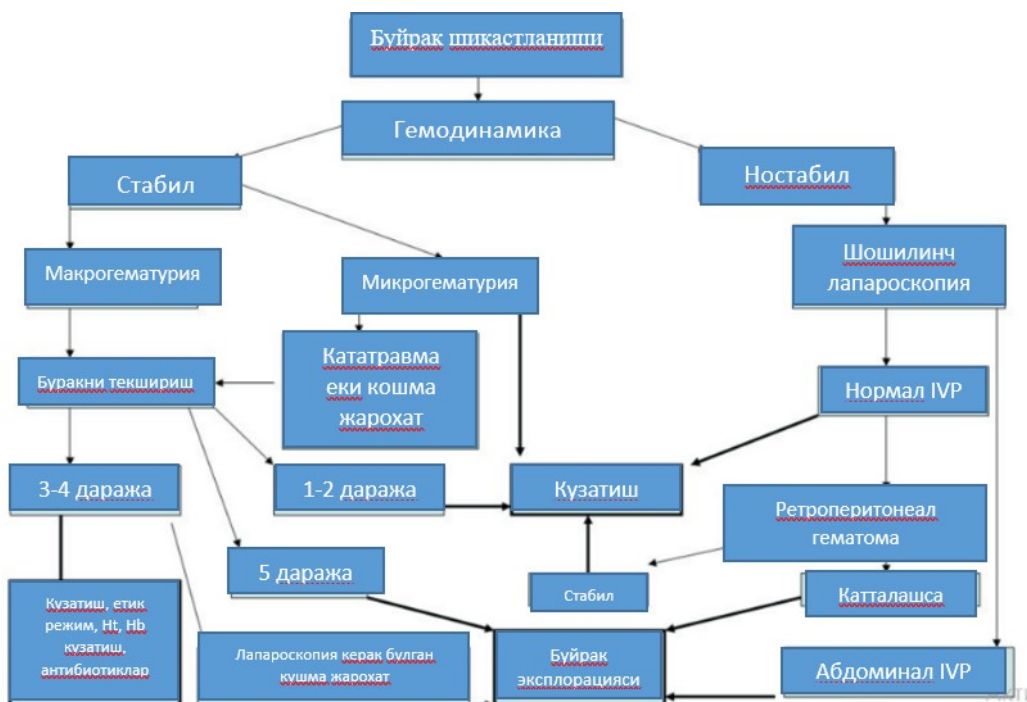 Буйрак шикастланиши
Гемодинамика
Стабил
Ностабил
Макрогематурия
Микрогематурия
Шошилинч
лапароскопия
Кататравма
еки кошма
жарохат
Буракни текшириш
Нормал IVP
3-4 даража
1-2 даража
Кузатиш
Ретроперитонеал
гематома
5 даража
Стабил
Катталашса
Кузатиш, етик
режим, Ht, Hb
кузатиш,
антибиотиклар
Лапароскопия керак булган
кушма жарохат
Буйрак
эксплорацияси
Абдоминал IVP